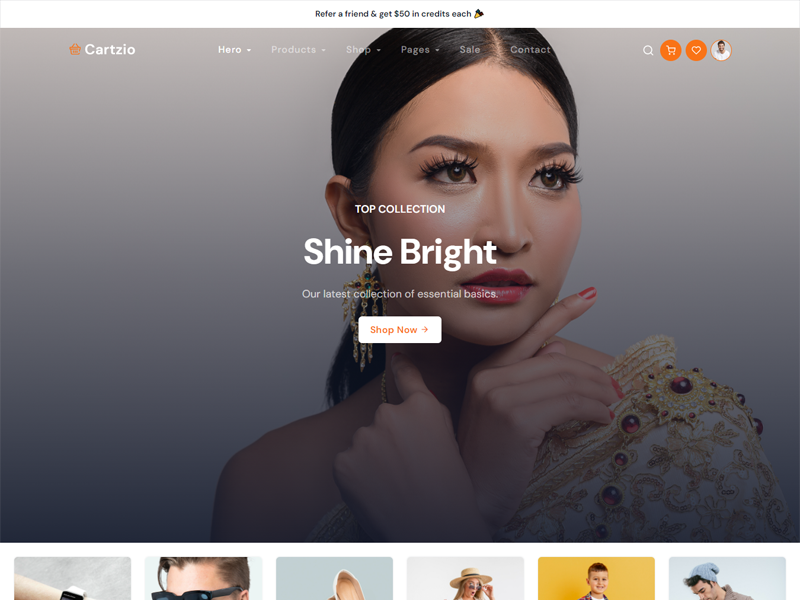 Refer a friend & get $50 in credits each 🎉
Cartzio
Hero
Products
Shop
Pages
Sale
Contact
TOP COLLECTION
Shine Bright
Our latest collection of essential basics.
Shop Now →